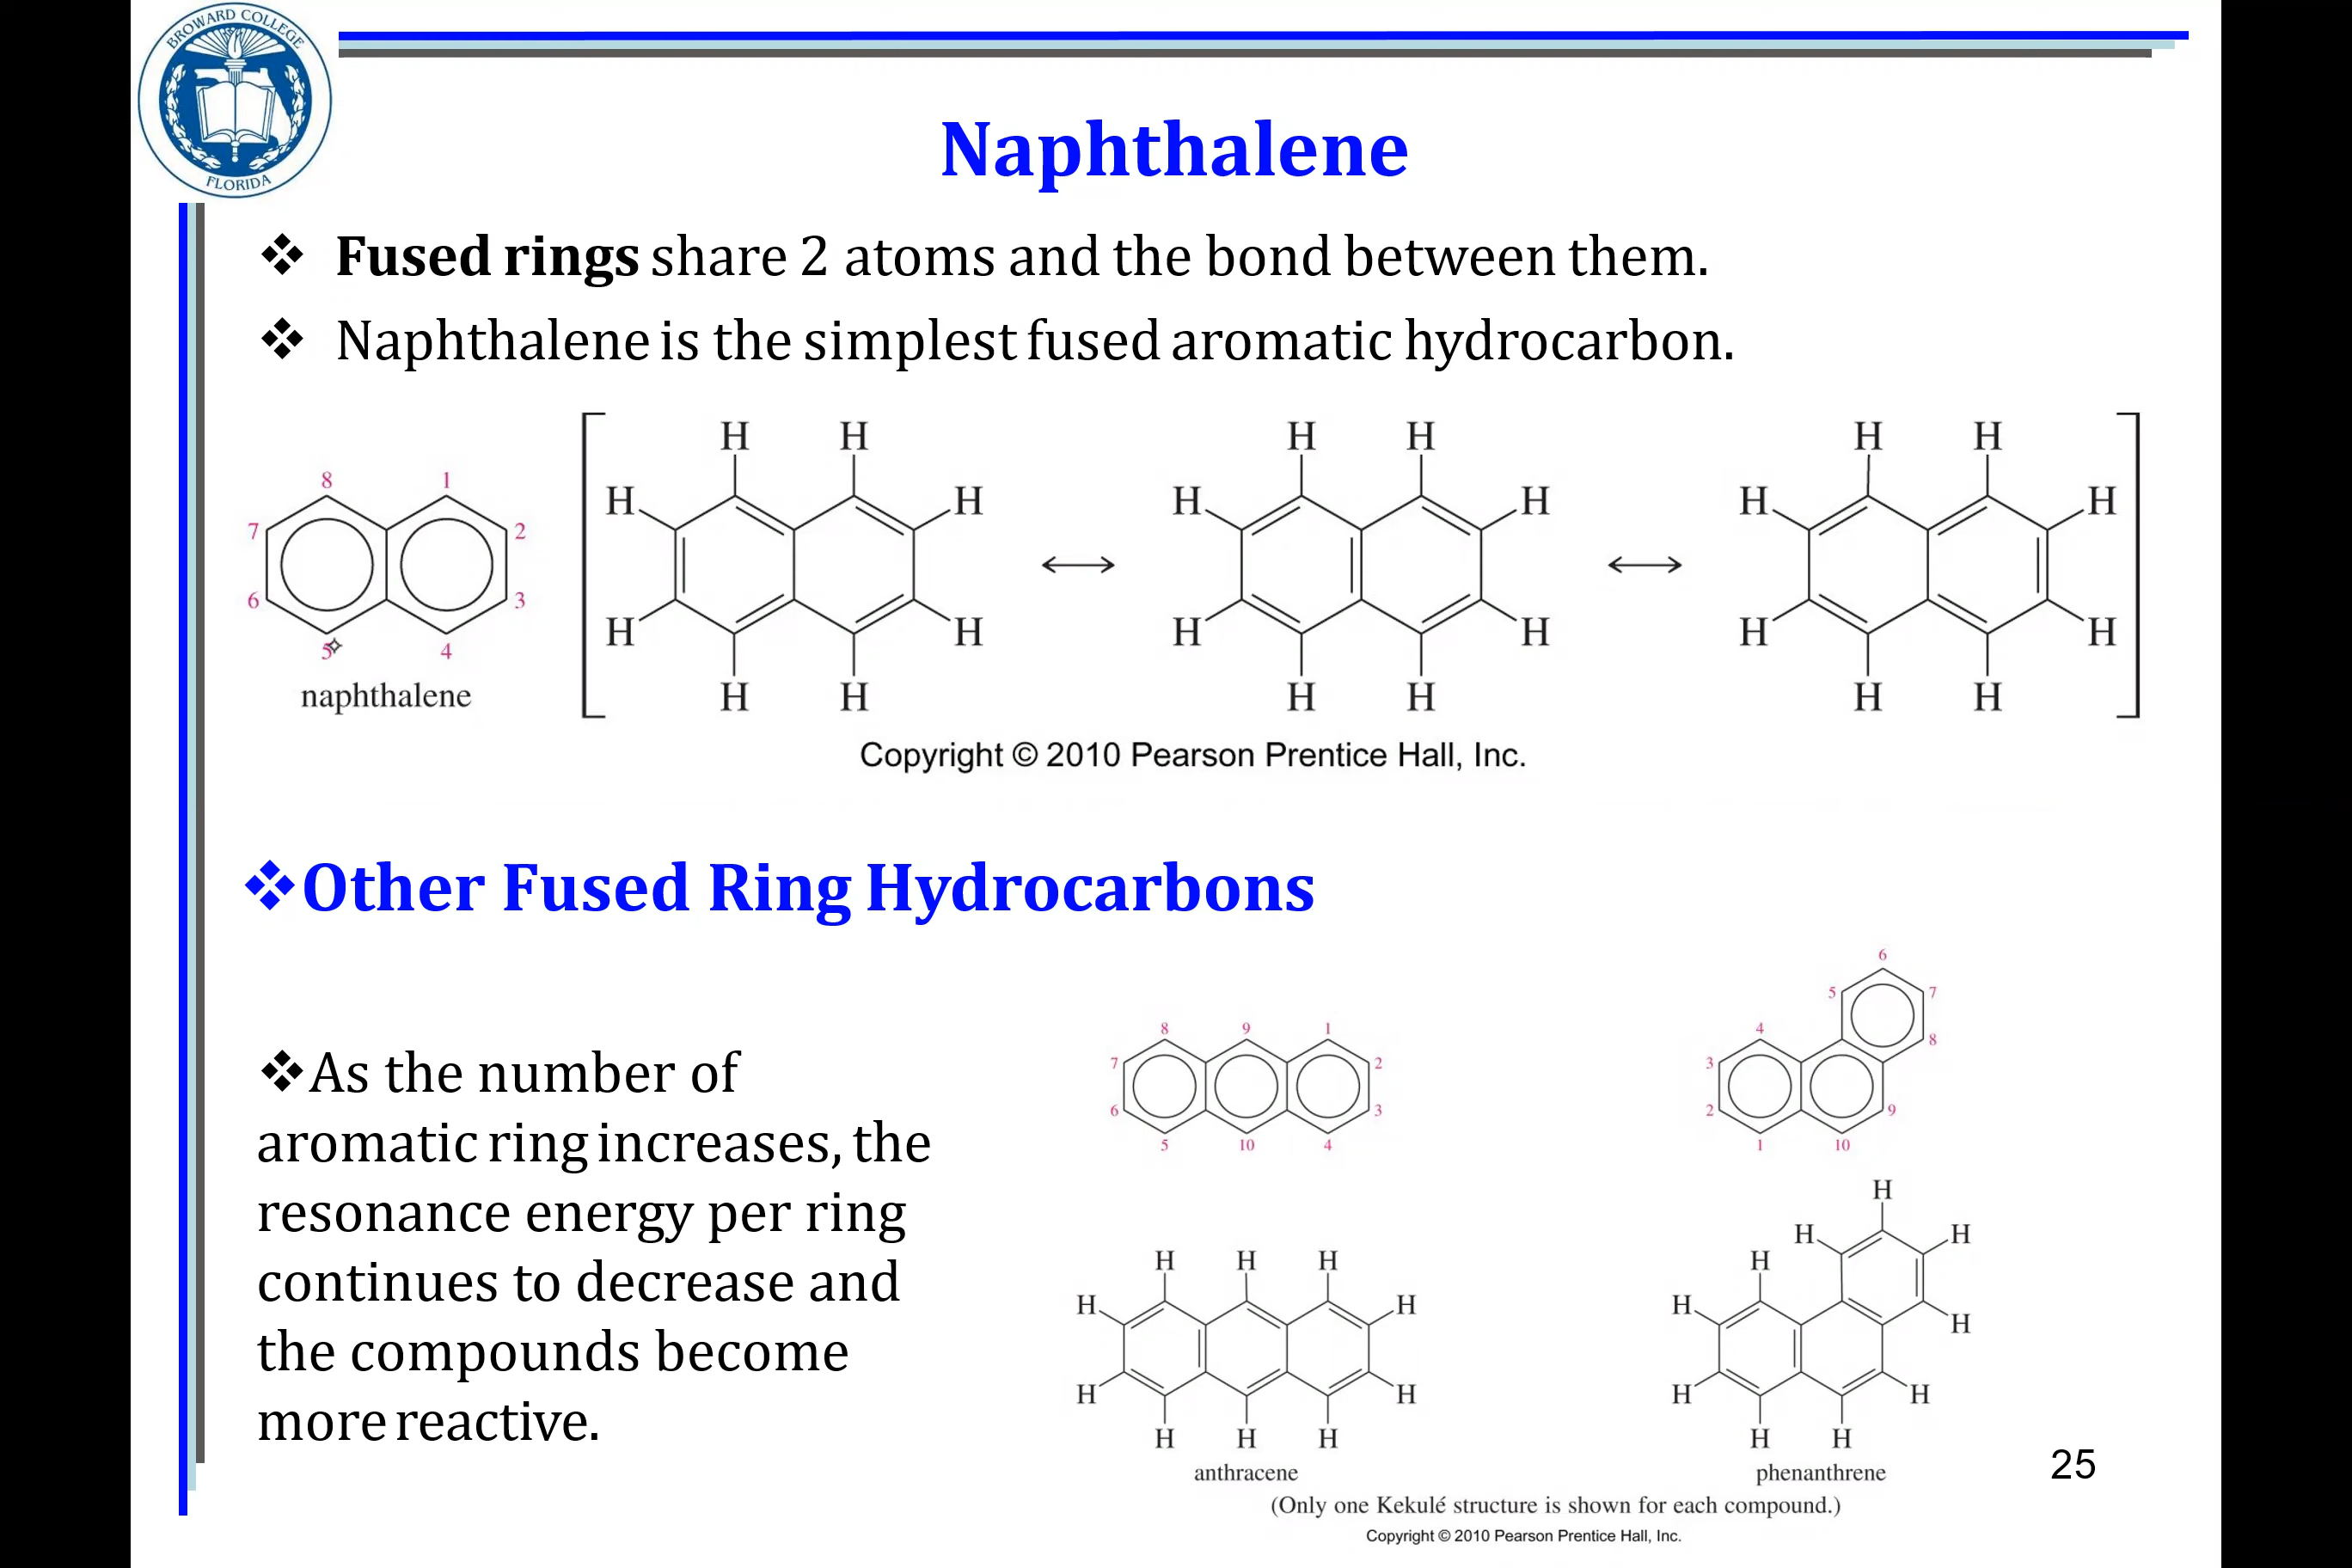 BROWARD COLLEGE
FLORIDA
Naphthalene
❖ Fused rings share 2 atoms and the bond between them.
❖ Naphthalene is the simplest fused aromatic hydrocarbon.
H H H H H H
H H H H H H
8 1
7 2
6 3
5 4
H H H H H H
naphthalene
H H H H H H
Copyright © 2010 Pearson Prentice Hall, Inc.
❖Other Fused Ring Hydrocarbons
❖As the number of
aromatic ring increases, the
resonance energy per ring
continues to decrease and
the compounds become
more reactive.
8 9 1
7 2
6 3
5 10 4
H H H
H H
H H
H H H
anthracene
6
5 7
4 8
3
2 9
1 10
H
H H
H
H H
H H
H H
phenanthrene
(Only one Kekulé structure is shown for each compound.)
Copyright © 2010 Pearson Prentice Hall, Inc.
25